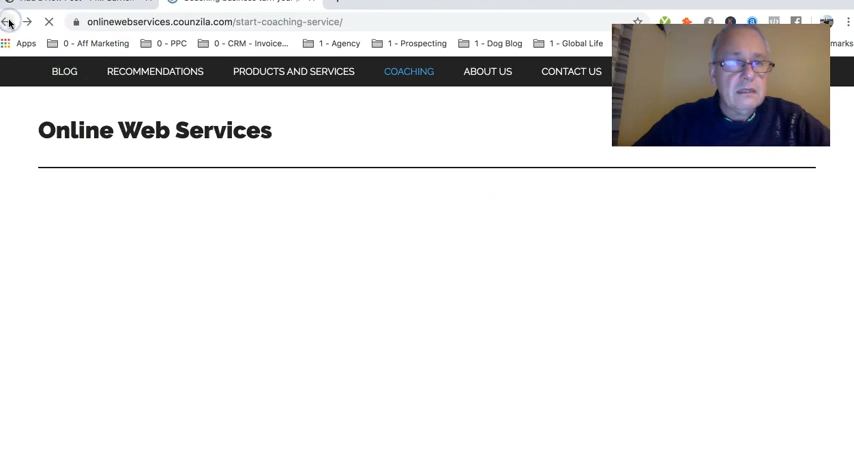 onlinewebservices.counzila.com/start-coaching-service/
Apps 0 - Aff Marketing 0 - PPC 0 - CRM - Invoice... 1 - Agency 1 - Prospecting 1 - Dog Blog 1 - Global Life marks
BLOG RECOMMENDATIONS PRODUCTS AND SERVICES COACHING ABOUT US CONTACT US
Online Web Services